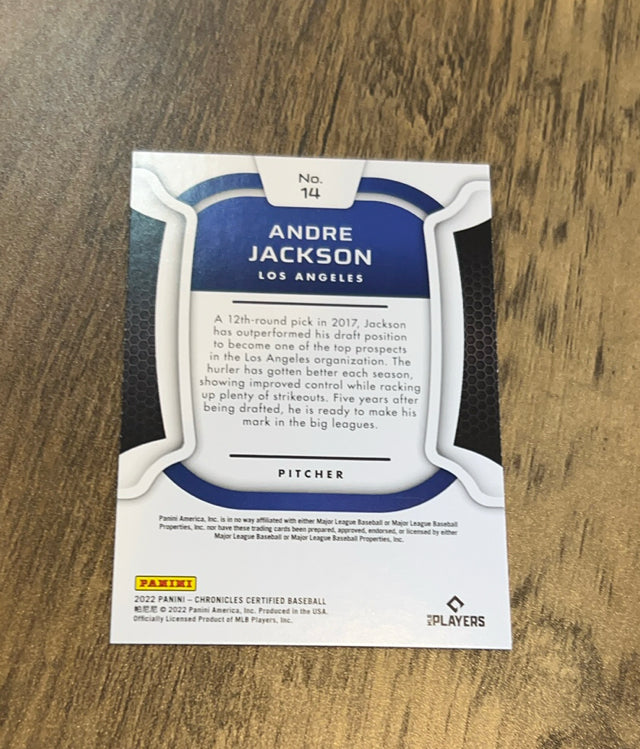 No.
14
ANDRE
JACKSON
LOS ANGELES
A 12th-round pick in 2017, Jackson
has outperformed his draft position
to become one of the top prospects
in the Los Angeles organization. The
hurler has gotten better each season,
showing improved control while racking
up plenty of strikeouts. Five years after
being drafted, he is ready to make his
mark in the big leagues.
PITCHER
Panini America, Inc. is in no way affiliated with either Major League Baseball or Major League Baseball
Properties, Inc. nor have these trading cards been prepared, approved, endorsed, or licensed by either
Major League Baseball or Major League Baseball Properties, Inc.
PANINI
2022 PANINI – CHRONICLES CERTIFIED BASEBALL
帕尼尼 © 2022 Panini America, Inc. Produced in the USA.
Officially Licensed Product of MLB Players, Inc.
MLB PLAYERS